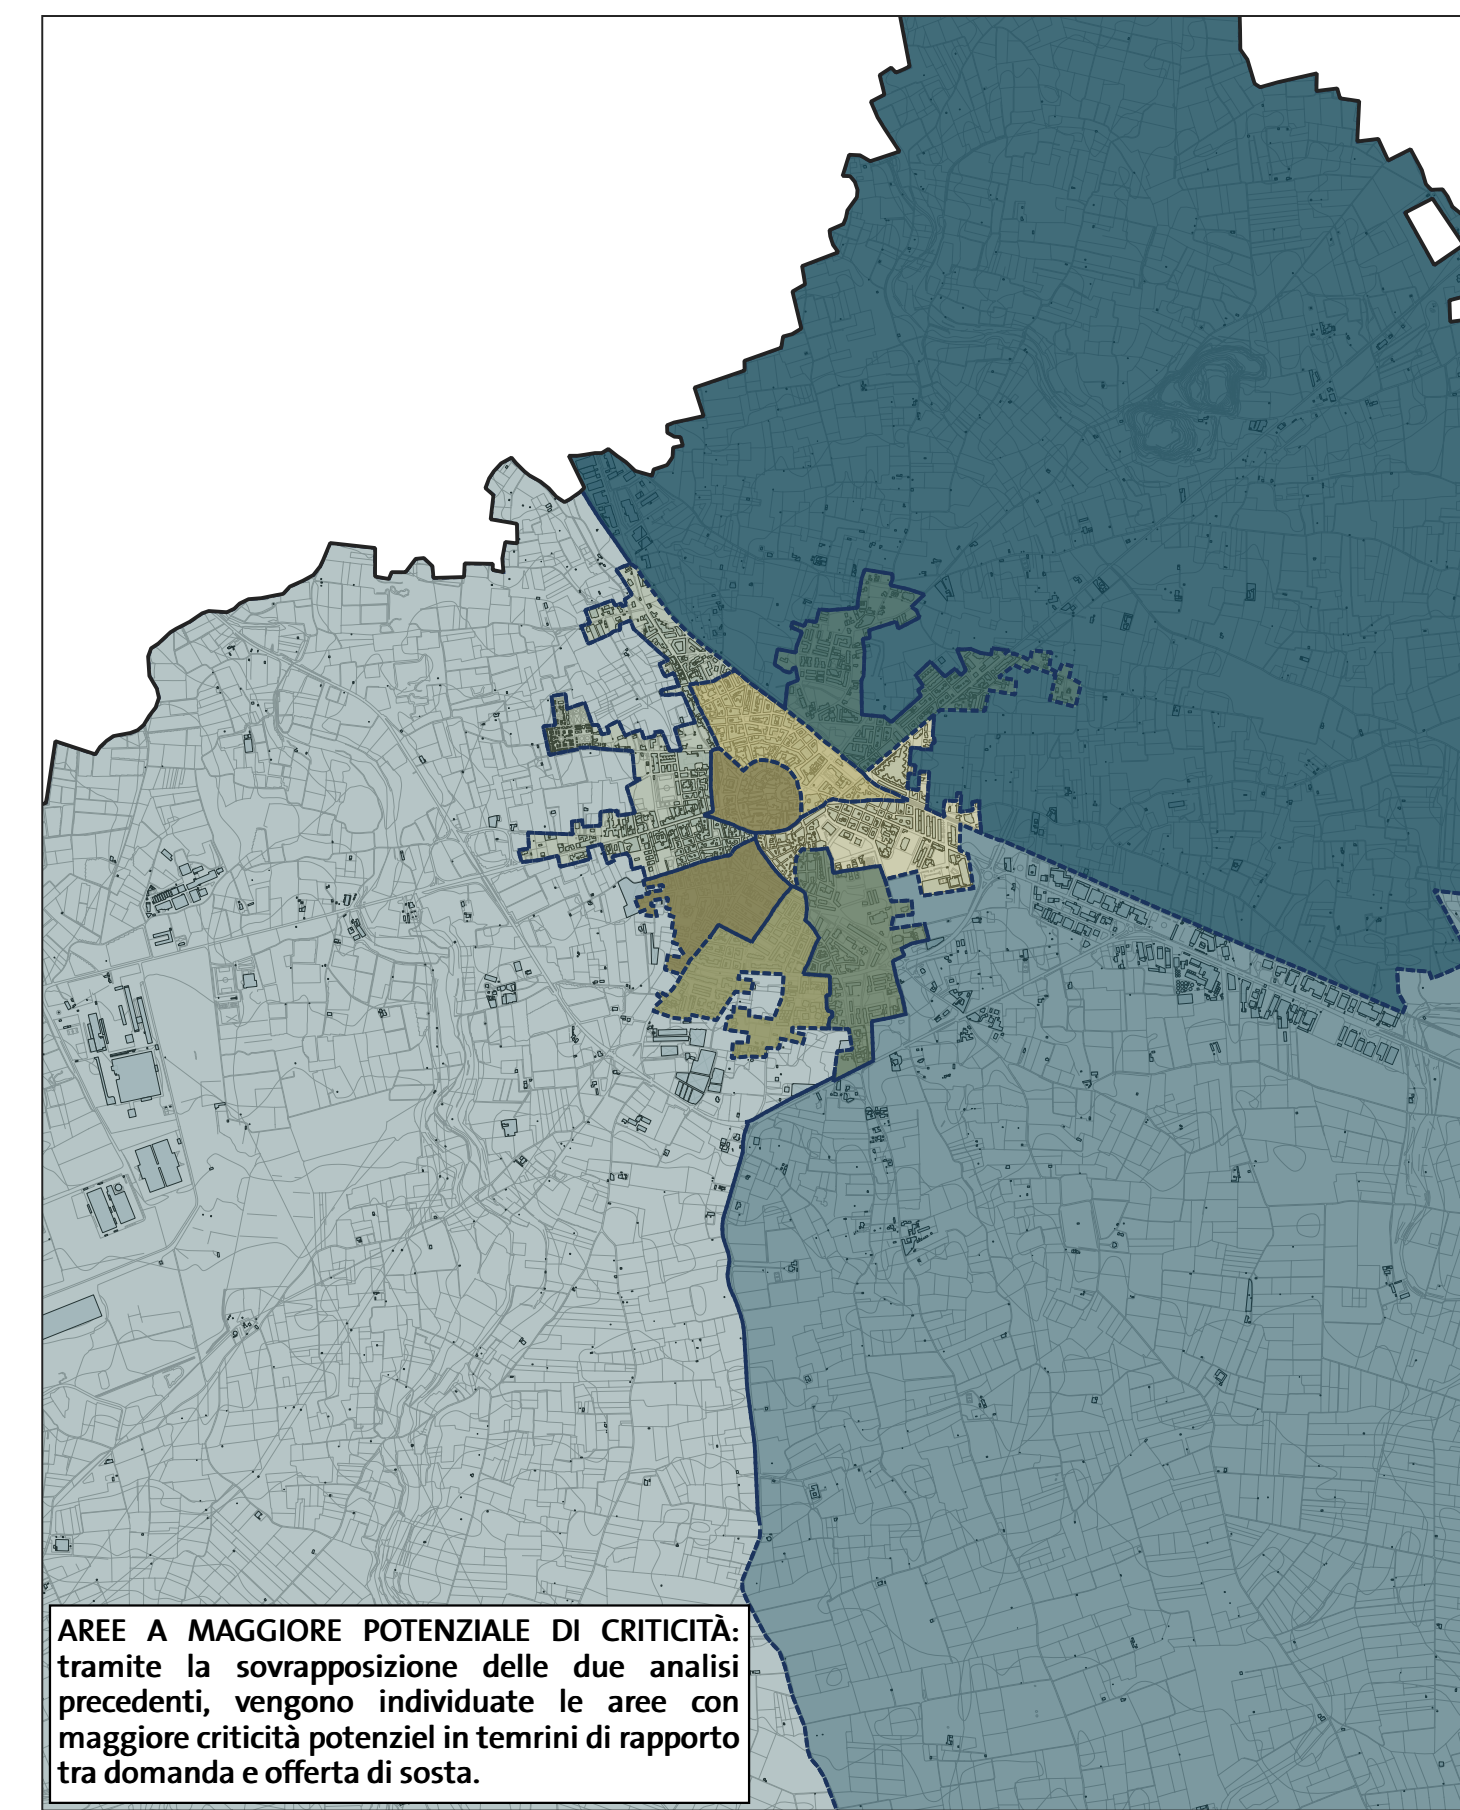 AREE A MAGGIORE POTENZIALE DI CRITICITÀ:
tramite la sovrapposizione delle due analisi
precedenti, vengono individuate le aree con
maggiore criticità potenziel in temrini di rapporto
tra domanda e offerta di sosta.